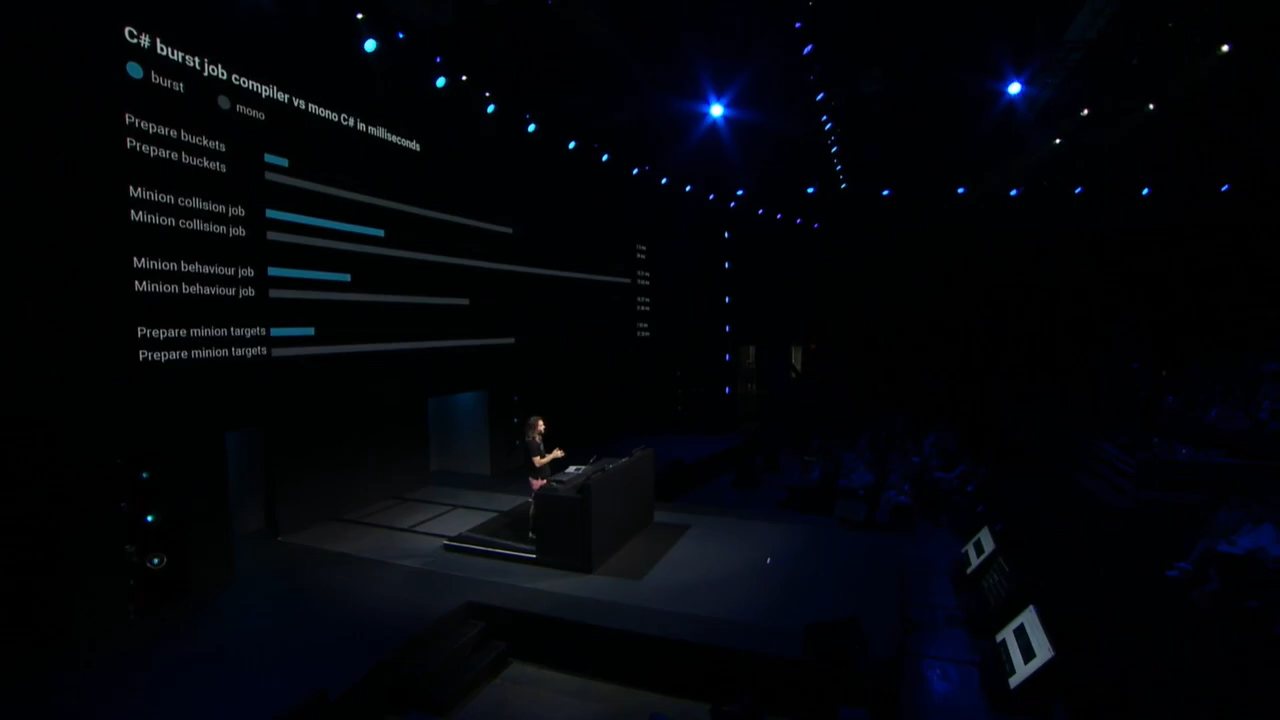 C# burst job compiler vs mono C# in milliseconds
burst
mono
Prepare buckets
Prepare buckets
Minion collision job
Minion collision job
Minion behaviour job
Minion behaviour job
Prepare minion targets
Prepare minion targets